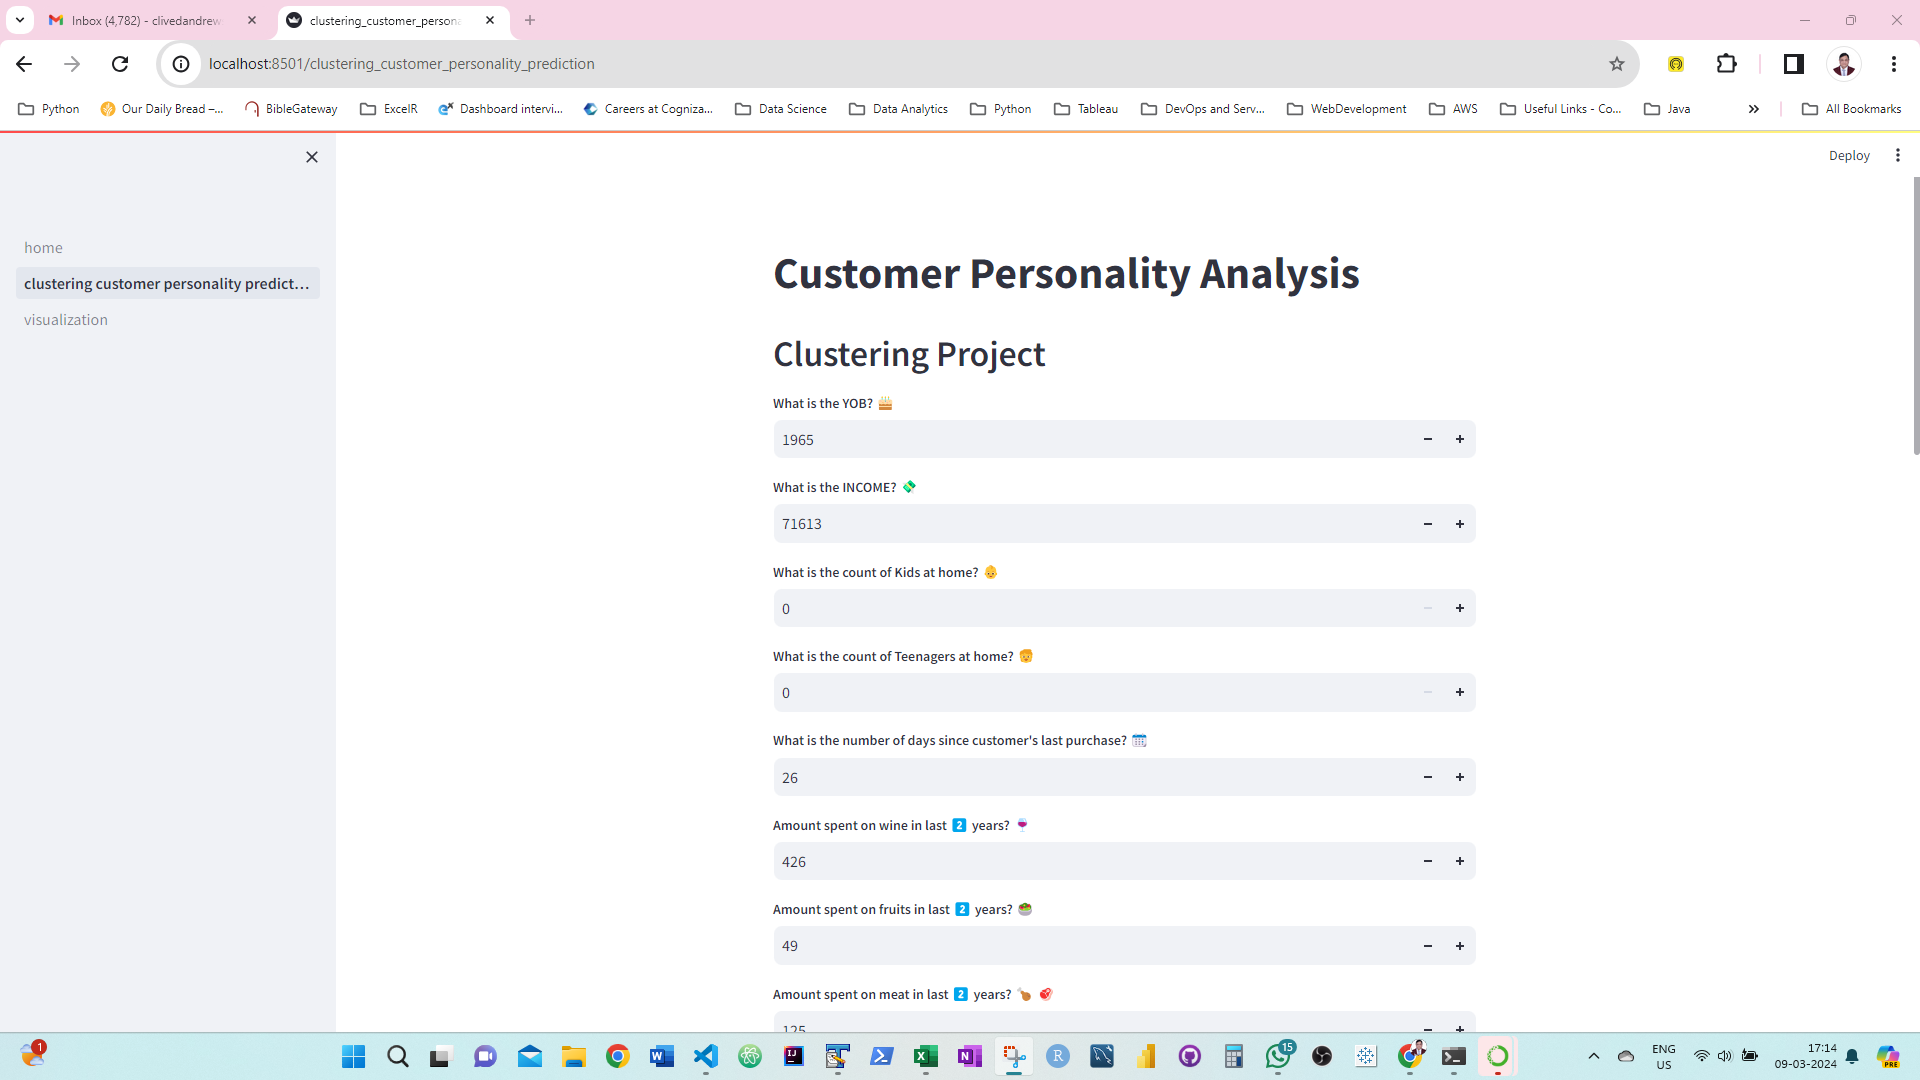 Inbox (4,782) - clivedandrew
clustering_customer_persona
localhost:8501/clustering_customer_personality_prediction
Python
Our Daily Bread –...
BibleGateway
ExcelR
Dashboard intervi...
Careers at Cogniza...
Data Science
Data Analytics
Python
Tableau
DevOps and Serv...
WebDevelopment
AWS
Useful Links - Co...
Java
»
All Bookmarks
Deploy
home
clustering customer personality predict...
visualization
Customer Personality Analysis
Clustering Project
What is the YOB?
1965
What is the INCOME?
71613
What is the count of Kids at home?
0
What is the count of Teenagers at home?
0
What is the number of days since customer's last purchase?
26
Amount spent on wine in last 2 years?
426
Amount spent on fruits in last 2 years?
49
Amount spent on meat in last 2 years?
125
1
15
ENG
US
17:14
09-03-2024